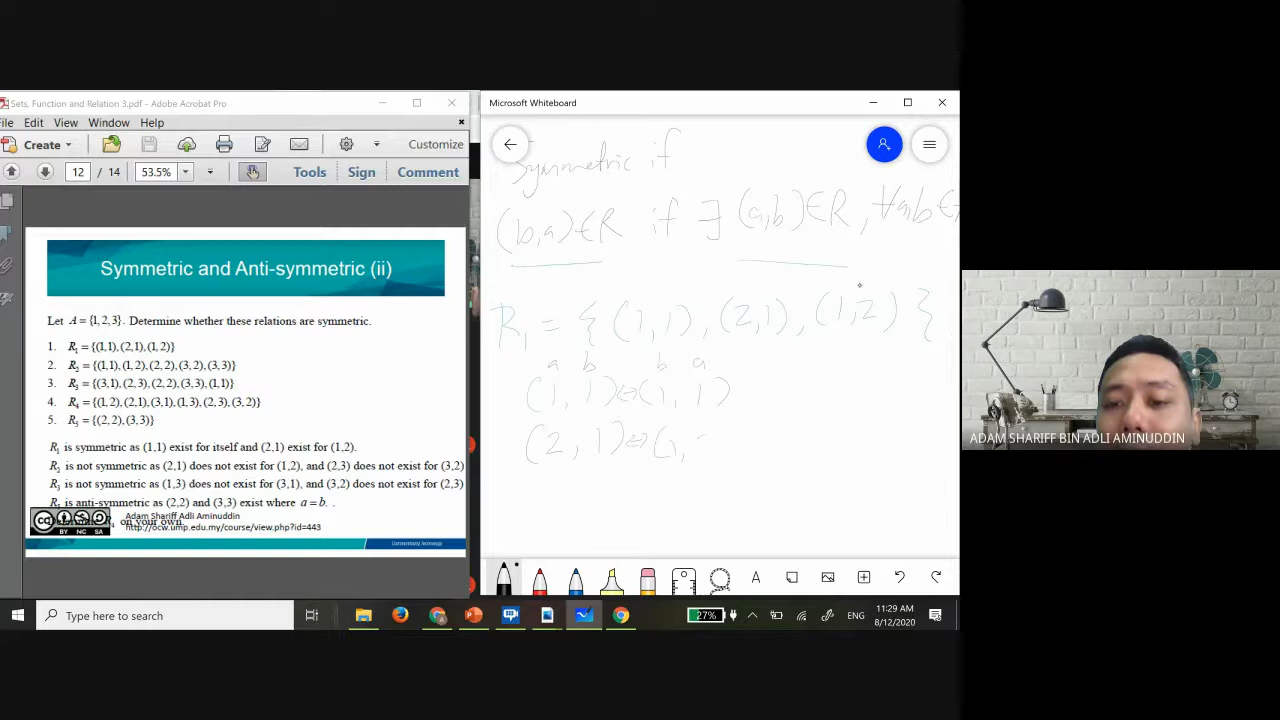 Sets, Function and Relation 3.pdf - Adobe Acrobat Pro
File Edit View Window Help
Create
Customize
12 / 14 53.5%
Tools Sign Comment
Symmetric and Anti-symmetric (ii)
Let A = {1, 2, 3}. Determine whether these relations are symmetric.
1. R₁ = {(1,1), (2,1), (1,2)}
2. R₂ = {(1,1), (1,2), (2,2), (3,2), (3,3)}
3. R₃ = {(3,1), (2,3), (2,2), (3,3), (1,1)}
4. R₄ = {(1,2), (2,1), (3,1), (1,3), (2,3), (3,2)}
5. R₅ = {(2,2), (3,3)}
R₁ is symmetric as (1,1) exist for itself and (2,1) exist for (1,2).
R₂ is not symmetric as (2,1) does not exist for (1,2), and (2,3) does not exist for (3,2)
R₃ is not symmetric as (1,3) does not exist for (3,1), and (3,2) does not exist for (2,3)
is anti-symmetric as (2,2) and (3,3) exist where a = b. .
on your own.
Adam Shariff Adli Aminuddin
http://ocw.ump.edu.my/course/view.php?id=443
cc
BY NC SA
Communitising Technology
Microsoft Whiteboard
Symmetric if
(b,a)∈R if ∃ (a,b)∈R, ∀a,b∈
R₁ = {(1,1), (2,1), (1,2)}
a b b a
(1, 1)⇔(1, 1)
(2, 1)⇔(1,
ADAM SHARIFF BIN ADLI AMINUDDIN
Type here to search
27%
ENG
11:29 AM
8/12/2020